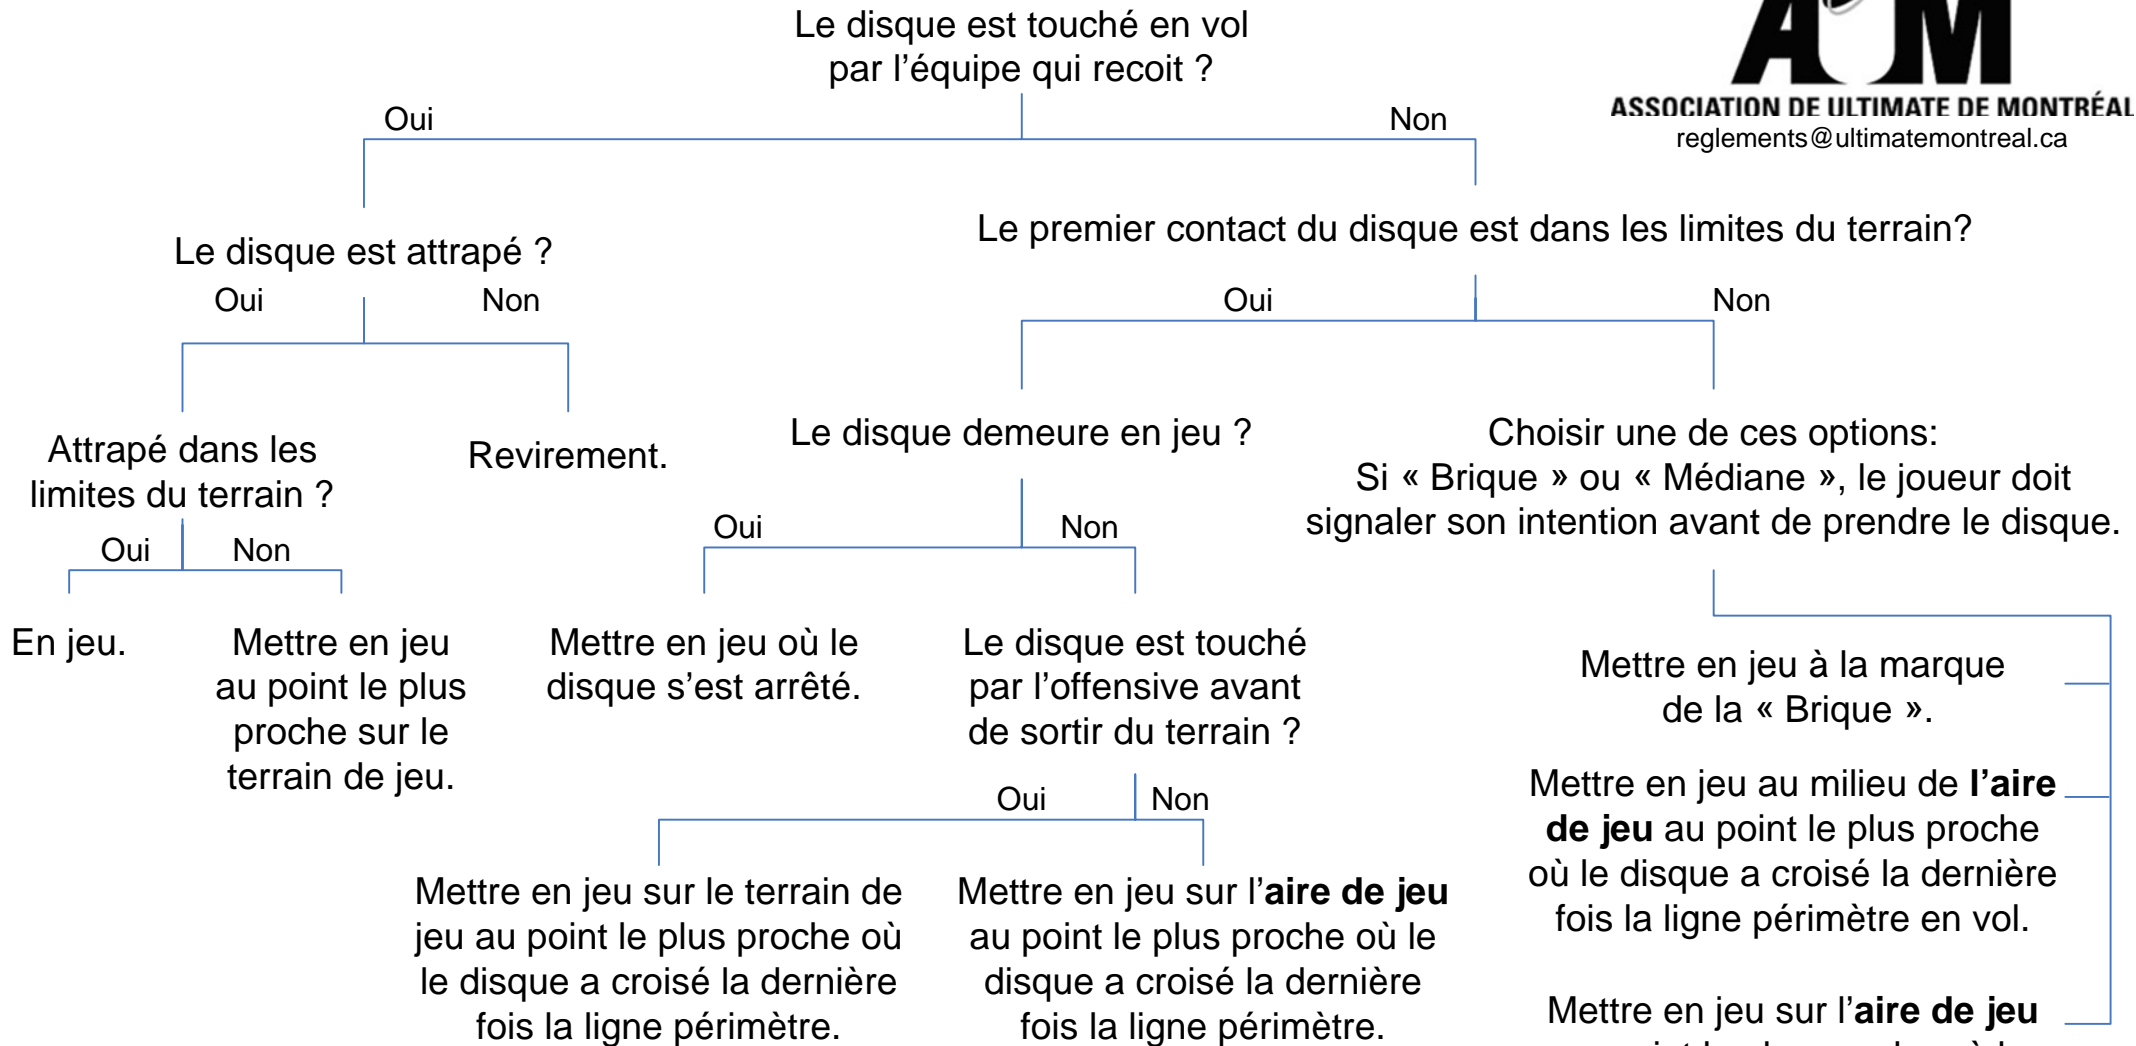 Le disque est touché en vol
par l’équipe qui recoit ?
AUM
ASSOCIATION DE ULTIMATE DE MONTRÉAL
reglements@ultimatemontreal.ca
Oui
Non
Le disque est attrapé ?
Le premier contact du disque est dans les limites du terrain?
Oui
Non
Oui
Non
Attrapé dans les
limites du terrain ?
Revirement.
Le disque demeure en jeu ?
Choisir une de ces options:
Si « Brique » ou « Médiane », le joueur doit
signaler son intention avant de prendre le disque.
Oui
Non
Oui
Non
En jeu.
Mettre en jeu
au point le plus
proche sur le
terrain de jeu.
Mettre en jeu où le
disque s’est arrêté.
Le disque est touché
par l’offensive avant
de sortir du terrain ?
Mettre en jeu à la marque
de la « Brique ».
Oui
Non
Mettre en jeu au milieu de l’aire
de jeu au point le plus proche
où le disque a croisé la dernière
fois la ligne périmètre en vol.
Mettre en jeu sur le terrain de
jeu au point le plus proche où
le disque a croisé la dernière
fois la ligne périmètre.
Mettre en jeu sur l’aire de jeu
au point le plus proche où le
disque a croisé la dernière
fois la ligne périmètre.
Mettre en jeu sur l’aire de jeu